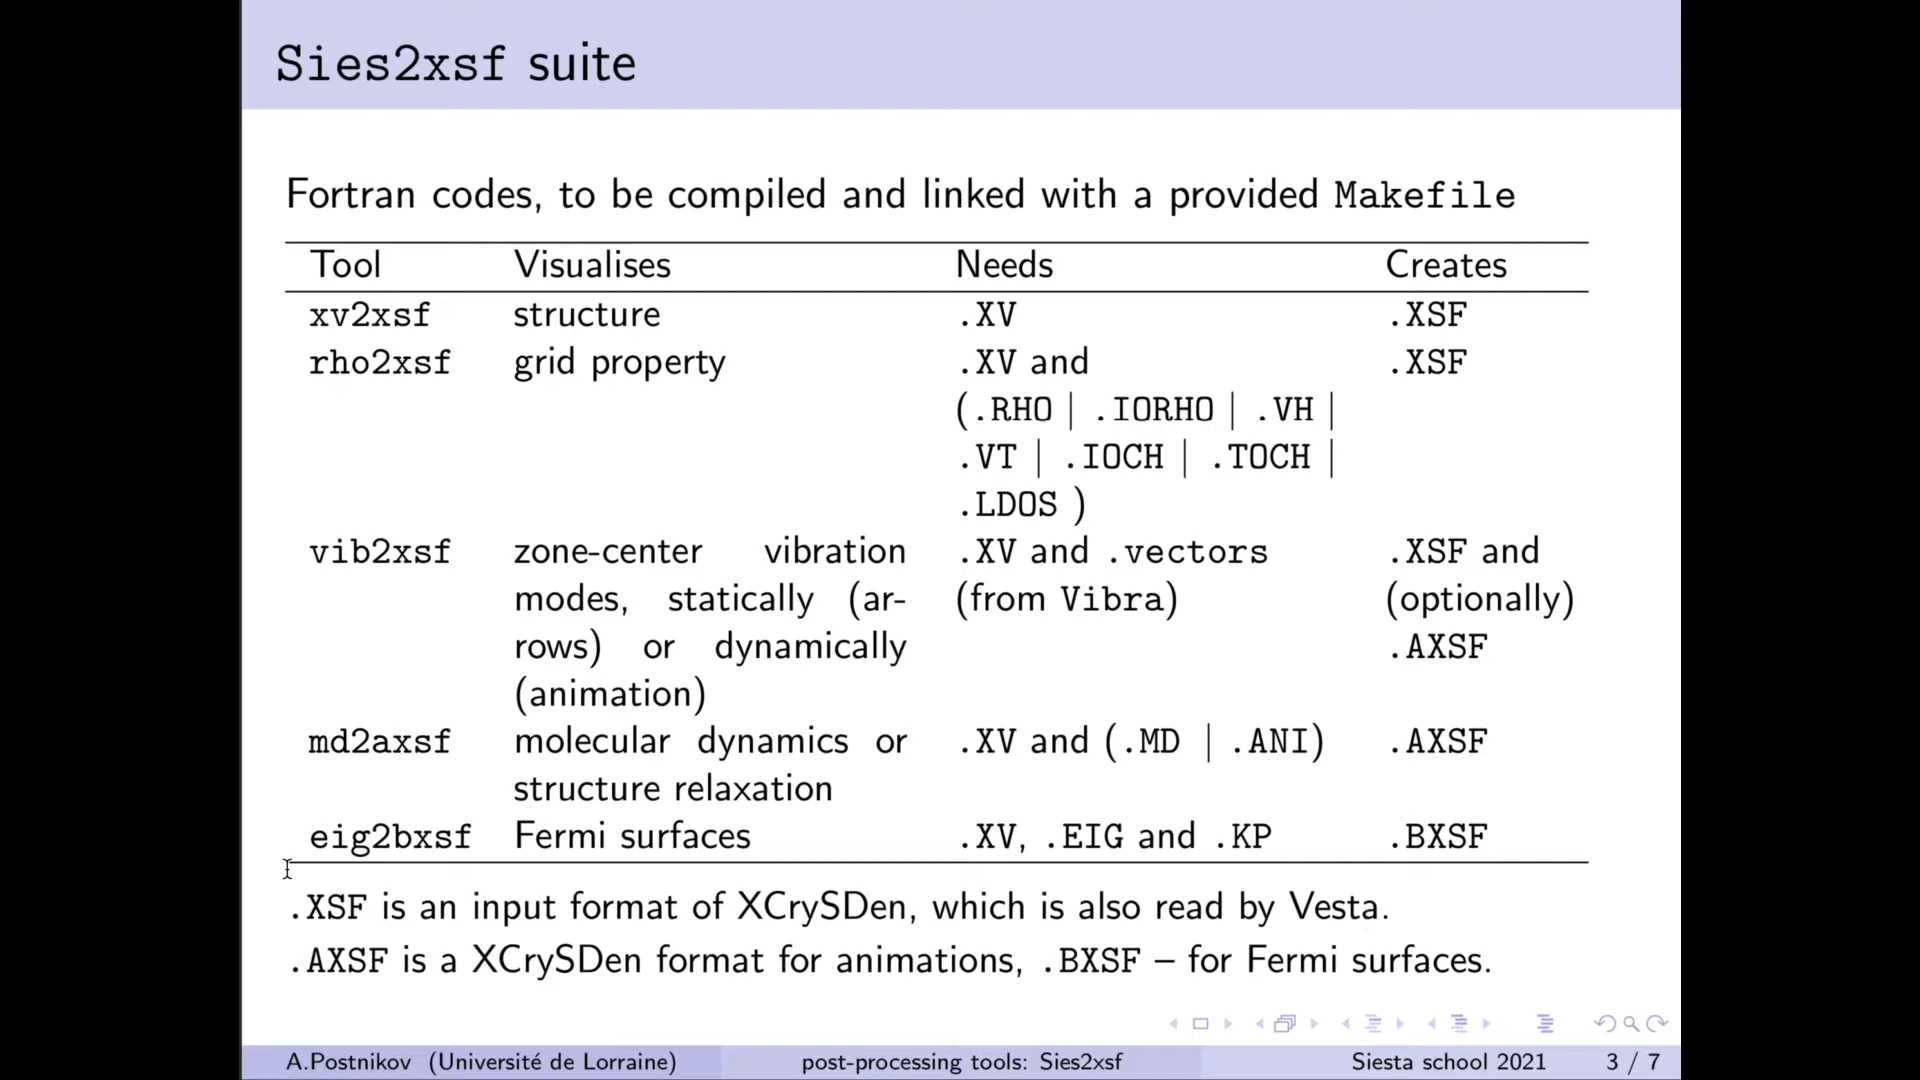 Sies2xsf suite
Fortran codes, to be compiled and linked with a provided Makefile
Tool Visualises Needs Creates
xv2xsf structure .XV .XSF
rho2xsf grid property .XV and .XSF
(.RHO | .IORHO | .VH |
.VT | .IOCH | .TOCH |
.LDOS )
vib2xsf zone-center vibration .XV and .vectors .XSF and
modes, statically (ar- (from Vibra) (optionally)
rows) or dynamically .AXSF
(animation)
md2axsf molecular dynamics or .XV and (.MD | .ANI) .AXSF
structure relaxation
eig2bxsf Fermi surfaces .XV, .EIG and .KP .BXSF
.XSF is an input format of XCrySDen, which is also read by Vesta.
.AXSF is a XCrySDen format for animations, .BXSF – for Fermi surfaces.
A.Postnikov (Université de Lorraine) post-processing tools: Sies2xsf Siesta school 2021 3 / 7